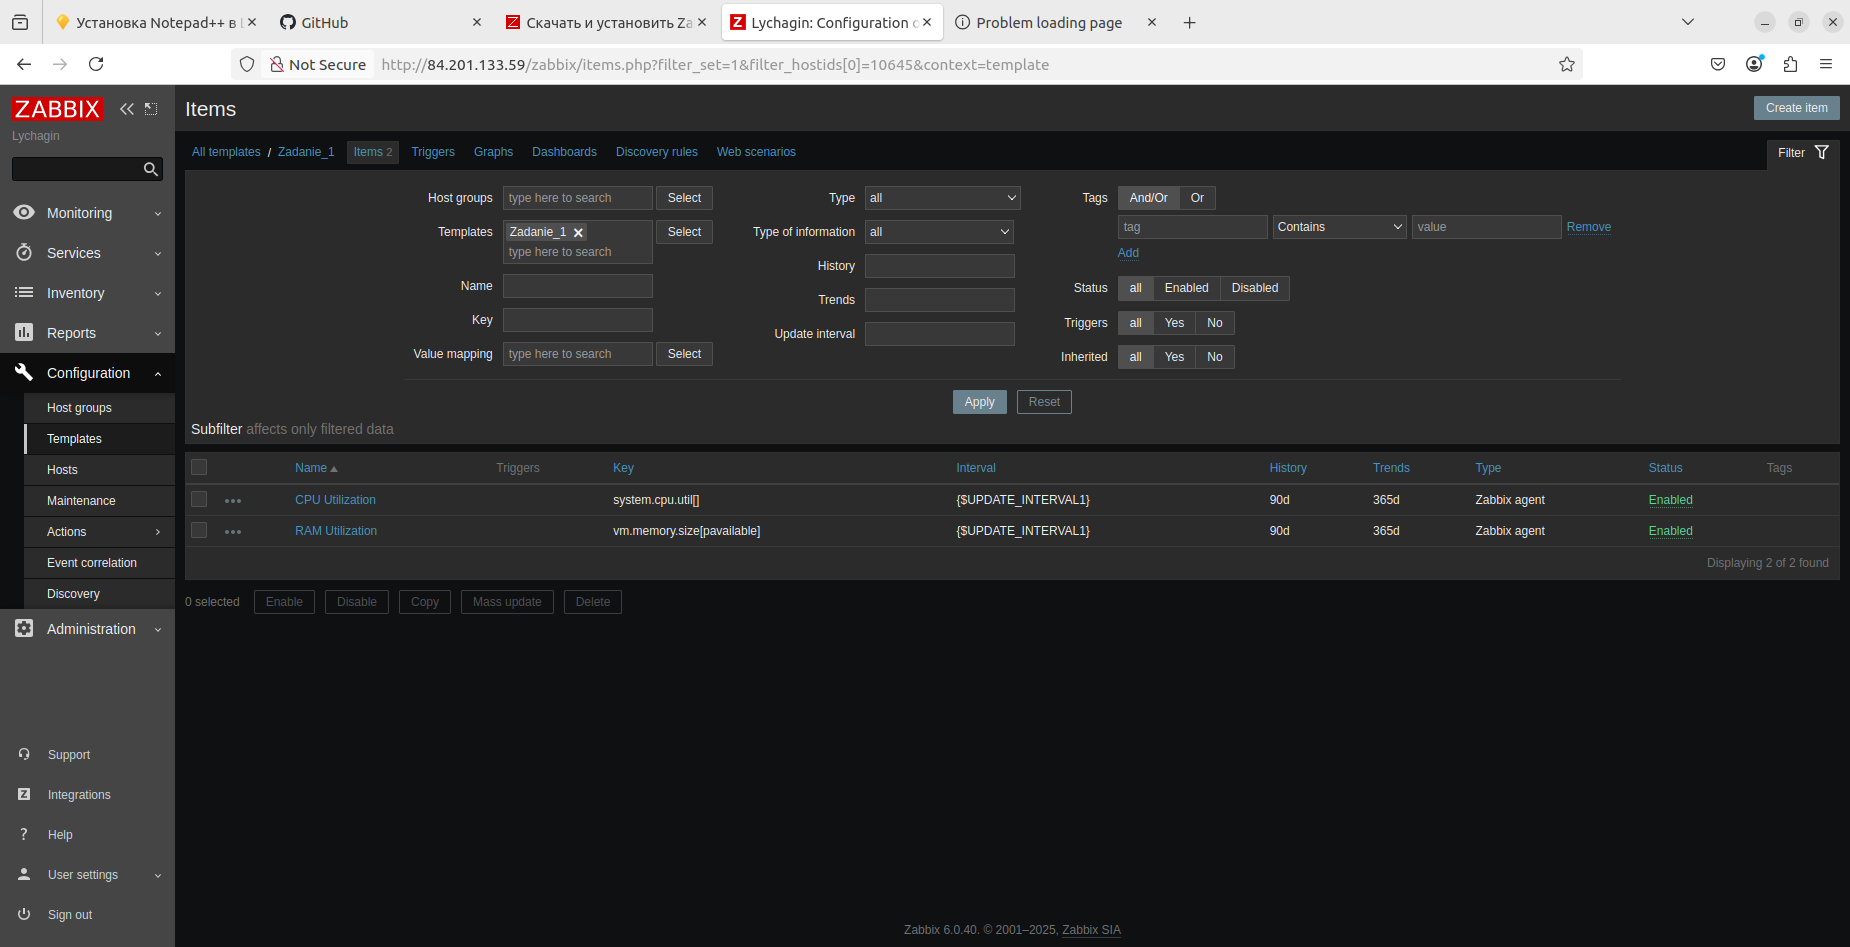 Установка Notepad++ в L
GitHub
Скачать и установить Za
Lychagin: Configuration o
Problem loading page
Not Secure
http://84.201.133.59/zabbix/items.php?filter_set=1&filter_hostids[0]=10645&context=template
ZABBIX
Lychagin
Monitoring
Services
Inventory
Reports
Configuration
Host groups
Templates
Hosts
Maintenance
Actions
Event correlation
Discovery
Administration
Support
Integrations
Help
User settings
Sign out
Items
Create item
All templates / Zadanie_1 Items 2 Triggers Graphs Dashboards Discovery rules Web scenarios
Filter
Host groups type here to search Select
Templates Zadanie_1 Select
type here to search
Name
Key
Value mapping type here to search Select
Type all
Type of information all
History
Trends
Update interval
Tags And/Or Or
tag Contains value Remove
Add
Status all Enabled Disabled
Triggers all Yes No
Inherited all Yes No
Apply Reset
Subfilter affects only filtered data
Name Triggers Key Interval History Trends Type Status Tags
CPU Utilization system.cpu.util[] {$UPDATE_INTERVAL1} 90d 365d Zabbix agent Enabled
RAM Utilization vm.memory.size[pavailable] {$UPDATE_INTERVAL1} 90d 365d Zabbix agent Enabled
Displaying 2 of 2 found
0 selected Enable Disable Copy Mass update Delete
Zabbix 6.0.40. © 2001–2025, Zabbix SIA